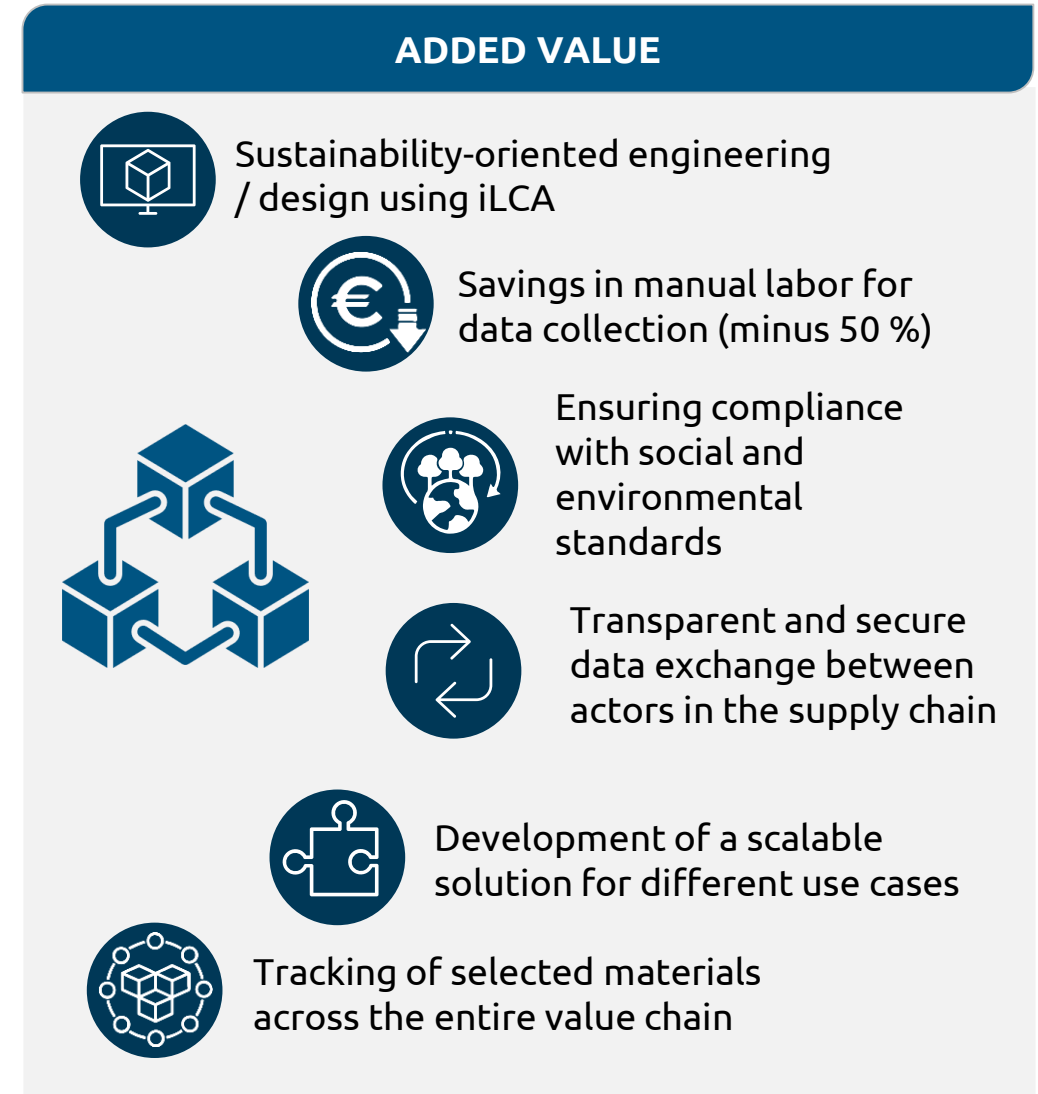 ADDED VALUE
Sustainability-oriented engineering
/ design using iLCA
Savings in manual labor for
data collection (minus 50 %)
Ensuring compliance
with social and
environmental
standards
Transparent and secure
data exchange between
actors in the supply chain
Development of a scalable
solution for different use cases
Tracking of selected materials
across the entire value chain